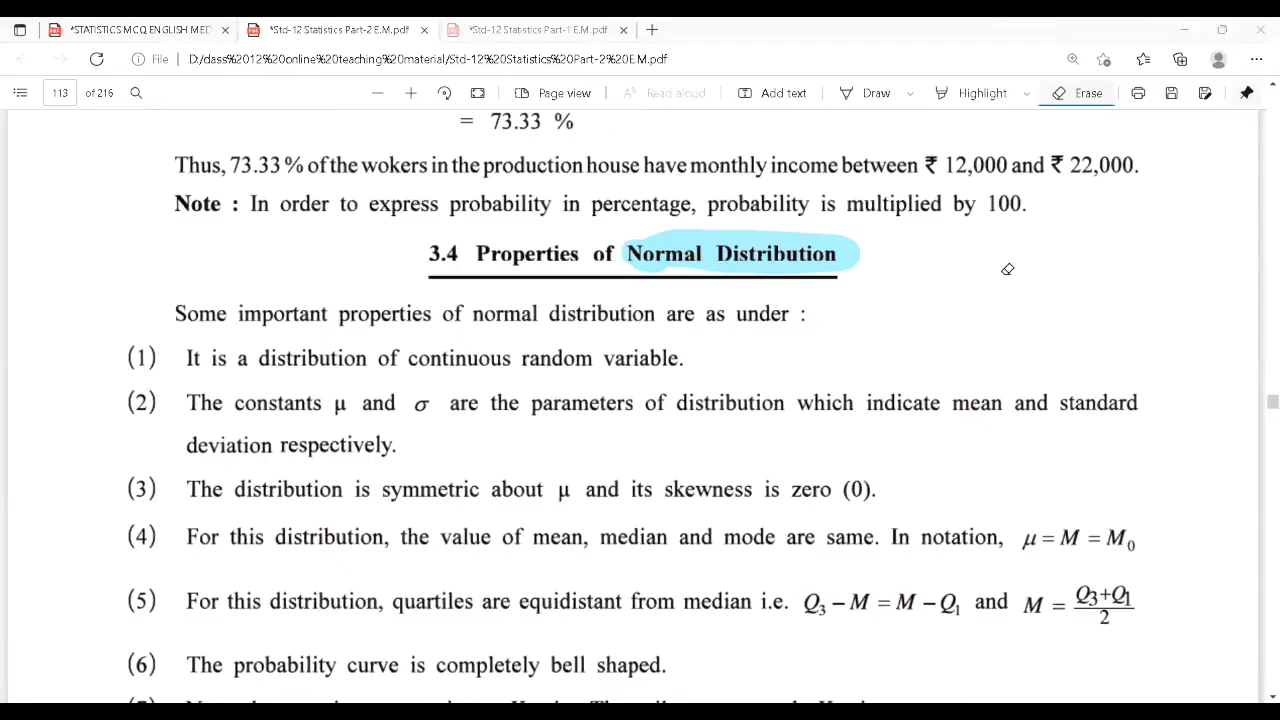 *STATISTICS MCQ ENGLISH MED
*Std-12 Statistics Part-2 E.M.pdf
*Std-12 Statistics Part-1 E.M.pdf
File
D:/class%2012%20online%20teaching%20material/Std-12%20Statistics%20Part-2%20E.M.pdf
113 of 216 Page view Read aloud Add text Draw Highlight Erase
= 73.33 %
Thus, 73.33 % of the wokers in the production house have monthly income between ₹ 12,000 and ₹ 22,000.
Note : In order to express probability in percentage, probability is multiplied by 100.
3.4 Properties of Normal Distribution
Some important properties of normal distribution are as under :
(1) It is a distribution of continuous random variable.
(2) The constants μ and σ are the parameters of distribution which indicate mean and standard
deviation respectively.
(3) The distribution is symmetric about μ and its skewness is zero (0).
(4) For this distribution, the value of mean, median and mode are same. In notation, μ = M = M₀
(5) For this distribution, quartiles are equidistant from median i.e. Q₃ – M = M – Q₁ and M = Q₃+Q₁/2
(6) The probability curve is completely bell shaped.